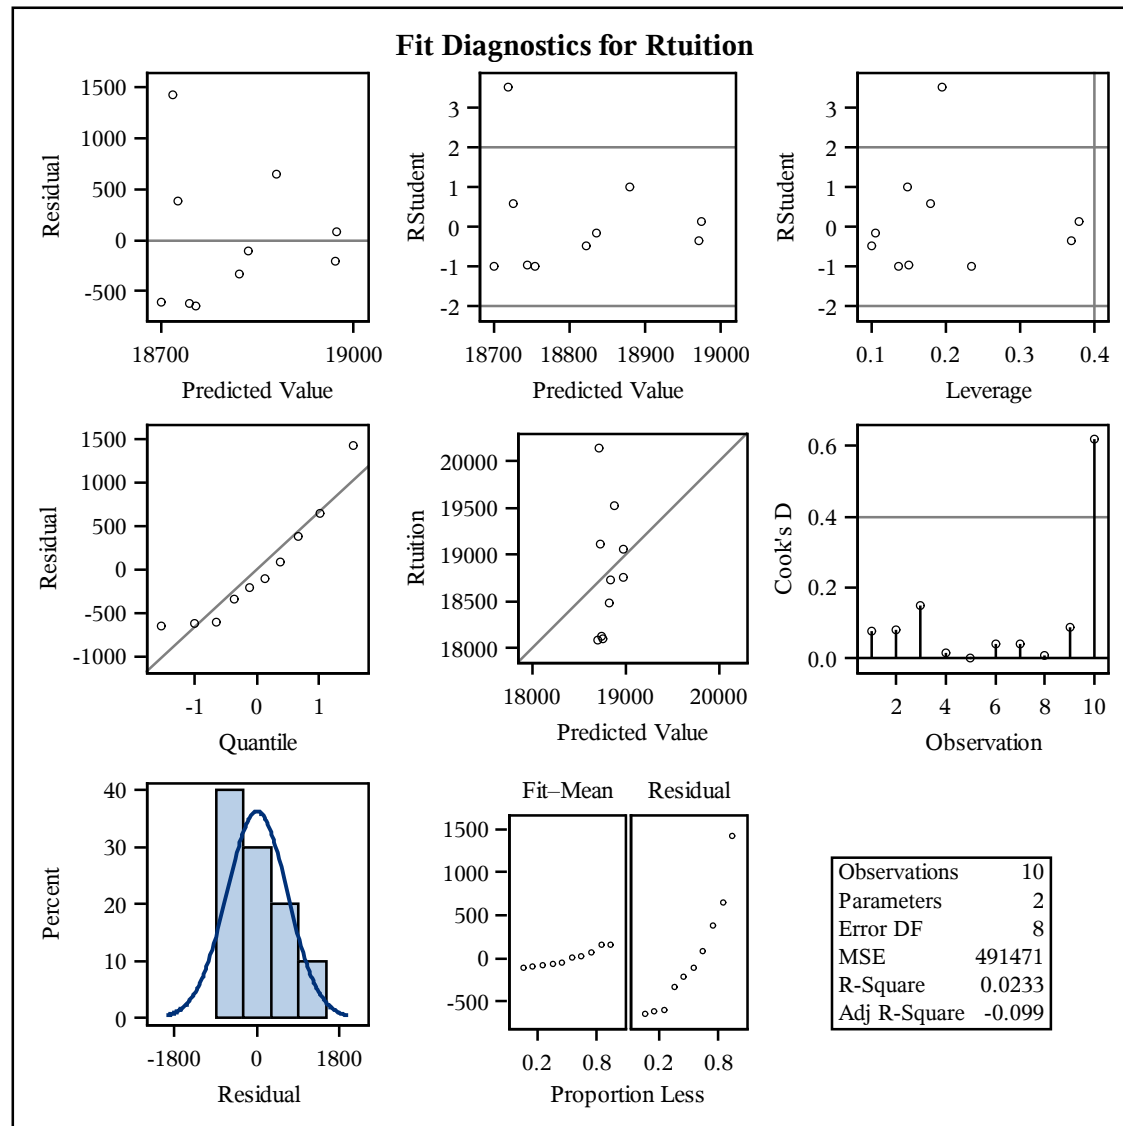 Fit Diagnostics for Rtuition
1500
1000
500
0
-500
Residual
18700 19000
Predicted Value
3
2
1
0
-1
-2
RStudent
18700 18800 18900 19000
Predicted Value
3
2
1
0
-1
-2
RStudent
0.1 0.2 0.3 0.4
Leverage
1500
1000
500
0
-500
-1000
Residual
-1 0 1
Quantile
20000
19500
19000
18500
18000
Rtuition
18000 19000 20000
Predicted Value
0.6
0.4
0.2
0.0
Cook's D
2 4 6 8 10
Observation
40
30
20
10
0
Percent
-1800 0 1800
Residual
Fit–Mean Residual
1500
1000
500
0
-500
0.2 0.8 0.2 0.8
Proportion Less
Observations 10
Parameters 2
Error DF 8
MSE 491471
R-Square 0.0233
Adj R-Square -0.099